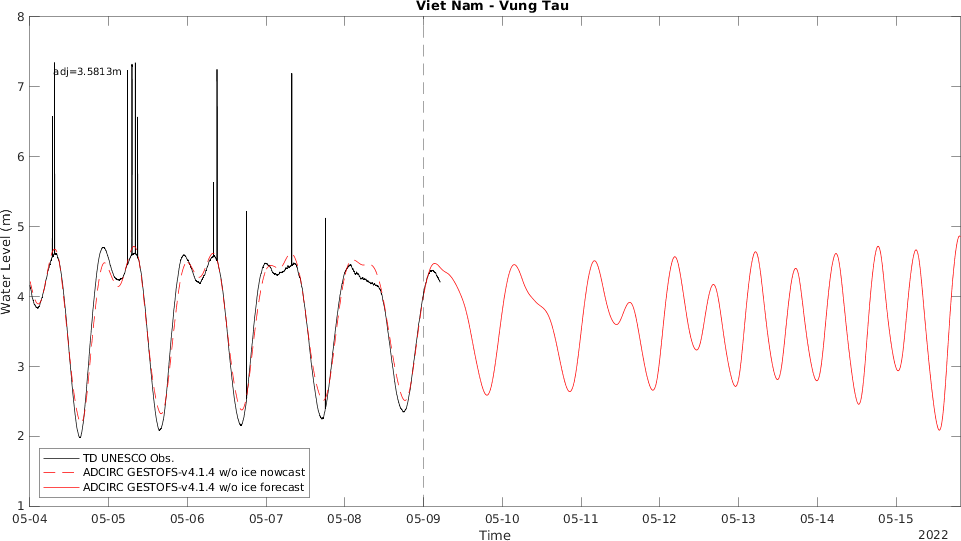 Viet Nam - Vung Tau
8
7
6
5
4
3
2
1
Water Level (m)
adj=3.5813m
TD UNESCO Obs.
ADCIRC GESTOFS-v4.1.4 w/o ice nowcast
ADCIRC GESTOFS-v4.1.4 w/o ice forecast
05-04 05-05 05-06 05-07 05-08 05-09 05-10 05-11 05-12 05-13 05-14 05-15
Time
2022